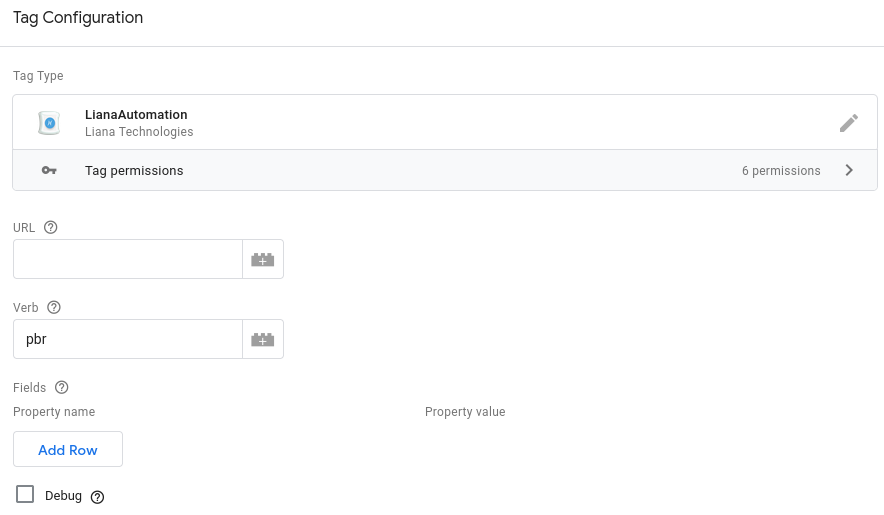 Tag Configuration
Tag Type
LianaAutomation
Liana Technologies
Tag permissions 6 permissions
URL
Verb
pbr
Fields
Property name Property value
Add Row
Debug